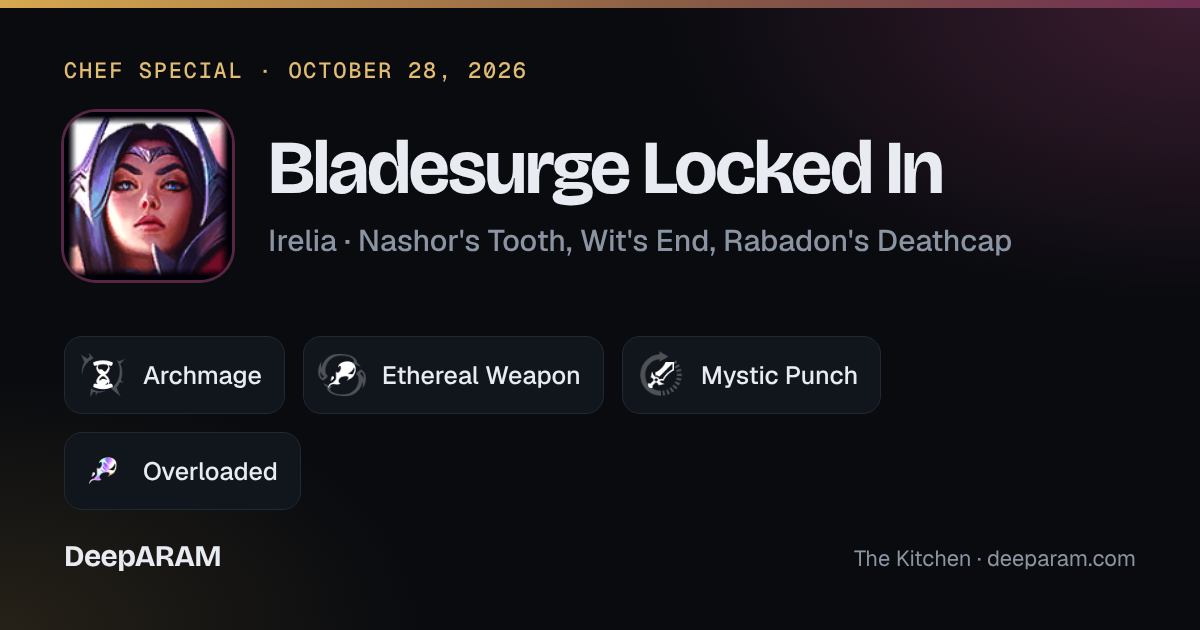 CHEF SPECIAL · OCTOBER 28, 2026
Bladesurge Locked In
Irelia · Nashor's Tooth, Wit's End, Rabadon's Deathcap
Archmage
Ethereal Weapon
Mystic Punch
Overloaded
DeepARAM
The Kitchen · deeparam.com